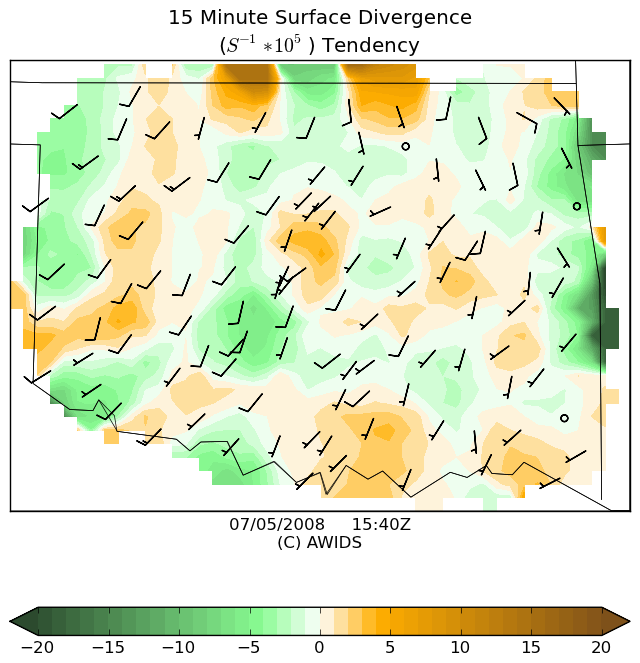 15 Minute Surface Divergence
(S⁻¹ *10⁵ ) Tendency
07/05/2008 15:40Z
(C) AWIDS
−20 −15 −10 −5 0 5 10 15 20